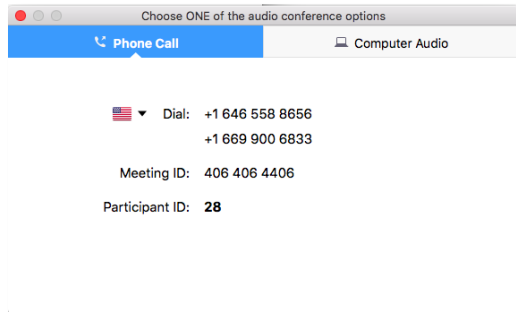 Choose ONE of the audio conference options
Phone Call
Computer Audio
Dial: +1 646 558 8656
+1 669 900 6833
Meeting ID: 406 406 4406
Participant ID: 28